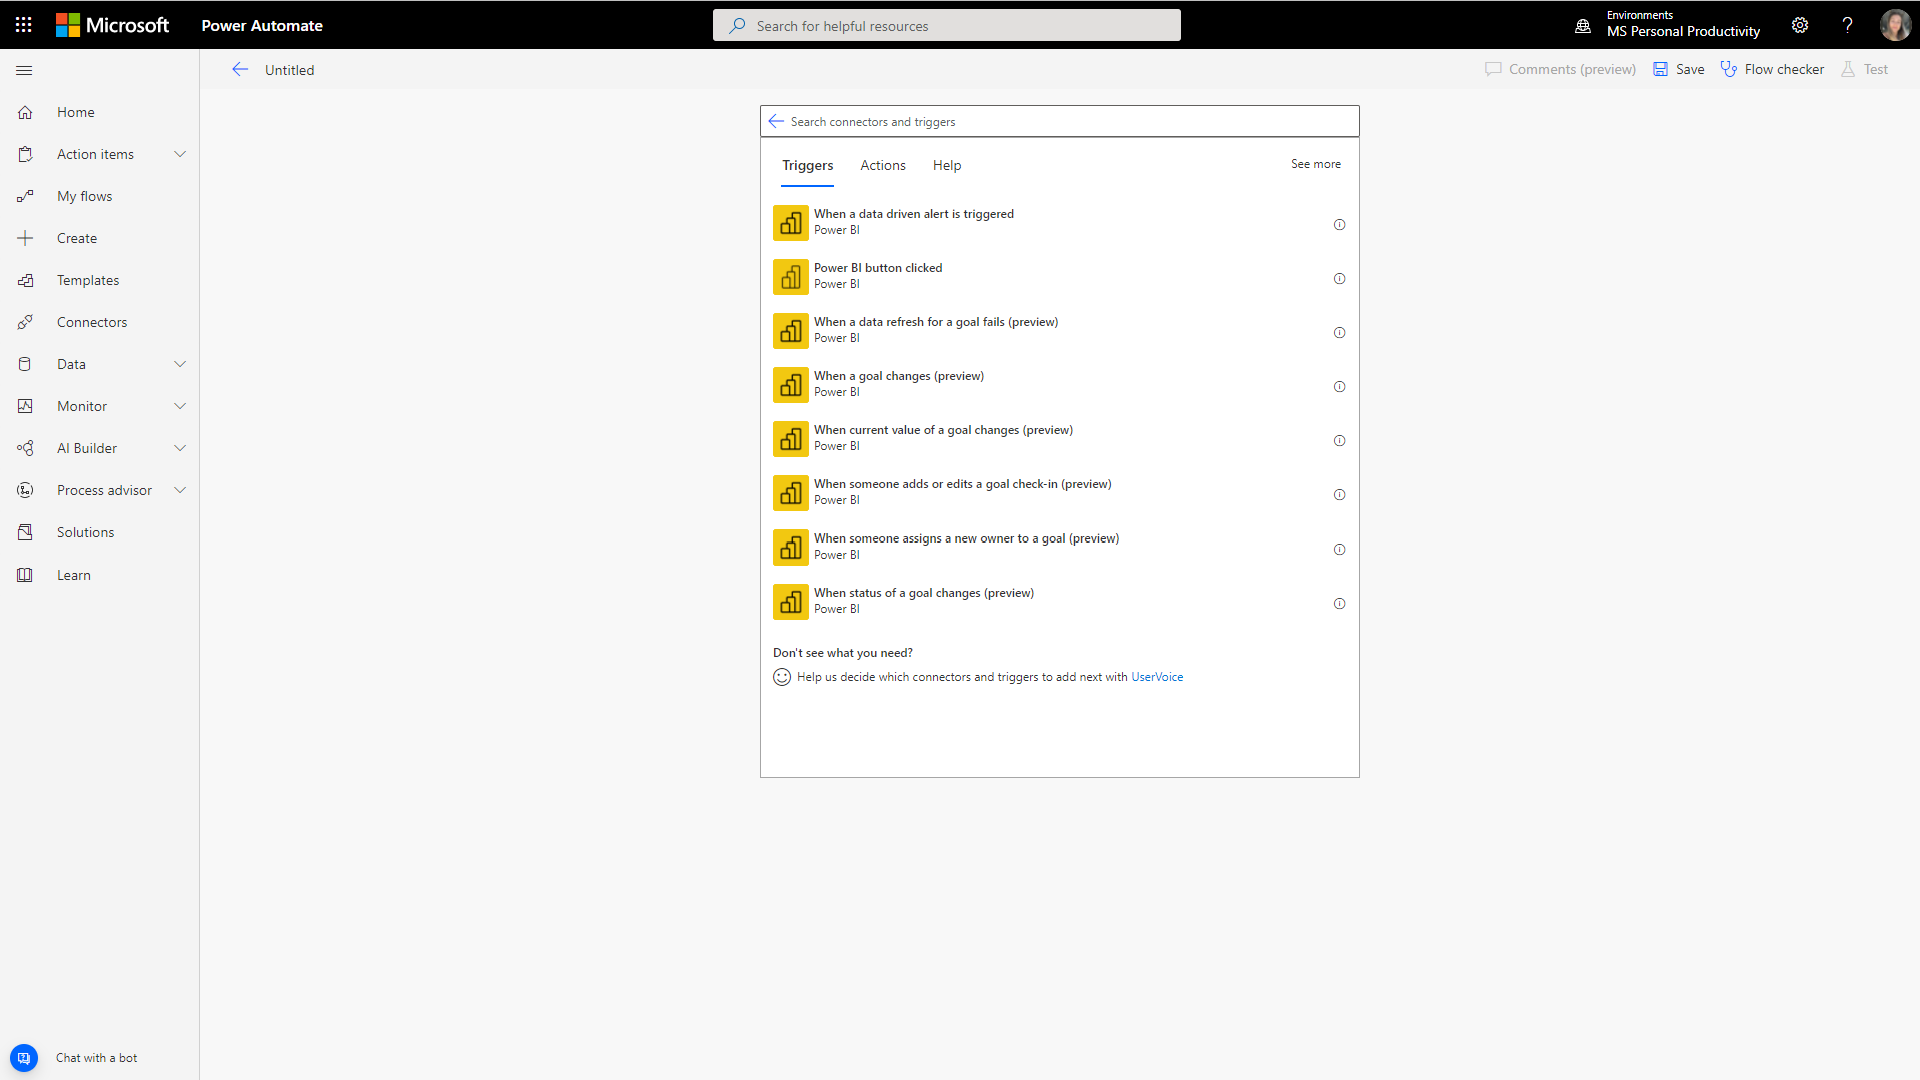 Microsoft
Power Automate
Search for helpful resources
Environments
MS Personal Productivity
Untitled
Comments (preview)
Save
Flow checker
Test
Home
Action items
My flows
Create
Templates
Connectors
Data
Monitor
AI Builder
Process advisor
Solutions
Learn
Chat with a bot
Search connectors and triggers
Triggers
Actions
Help
See more
When a data driven alert is triggered
Power BI
Power BI button clicked
Power BI
When a data refresh for a goal fails (preview)
Power BI
When a goal changes (preview)
Power BI
When current value of a goal changes (preview)
Power BI
When someone adds or edits a goal check-in (preview)
Power BI
When someone assigns a new owner to a goal (preview)
Power BI
When status of a goal changes (preview)
Power BI
Don't see what you need?
Help us decide which connectors and triggers to add next with UserVoice